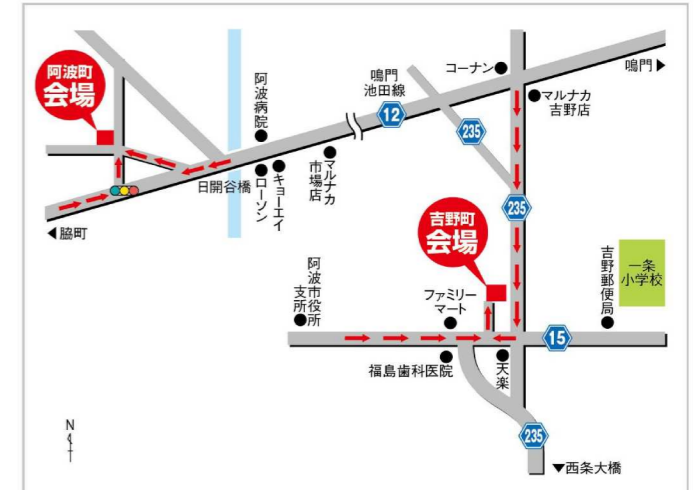 阿波町
会場
阿波病院
鳴門
池田線
コーナン
鳴門▶
12
235
マルナカ
吉野店
日開谷橋
ローソン
キョーエイ
マルナカ
市場店
◀脇町
235
吉野町
会場
阿波市役所
支所
ファミリー
マート
吉野郵便局
一条
小学校
15
福島歯科医院
天楽
235
▼西条大橋
N